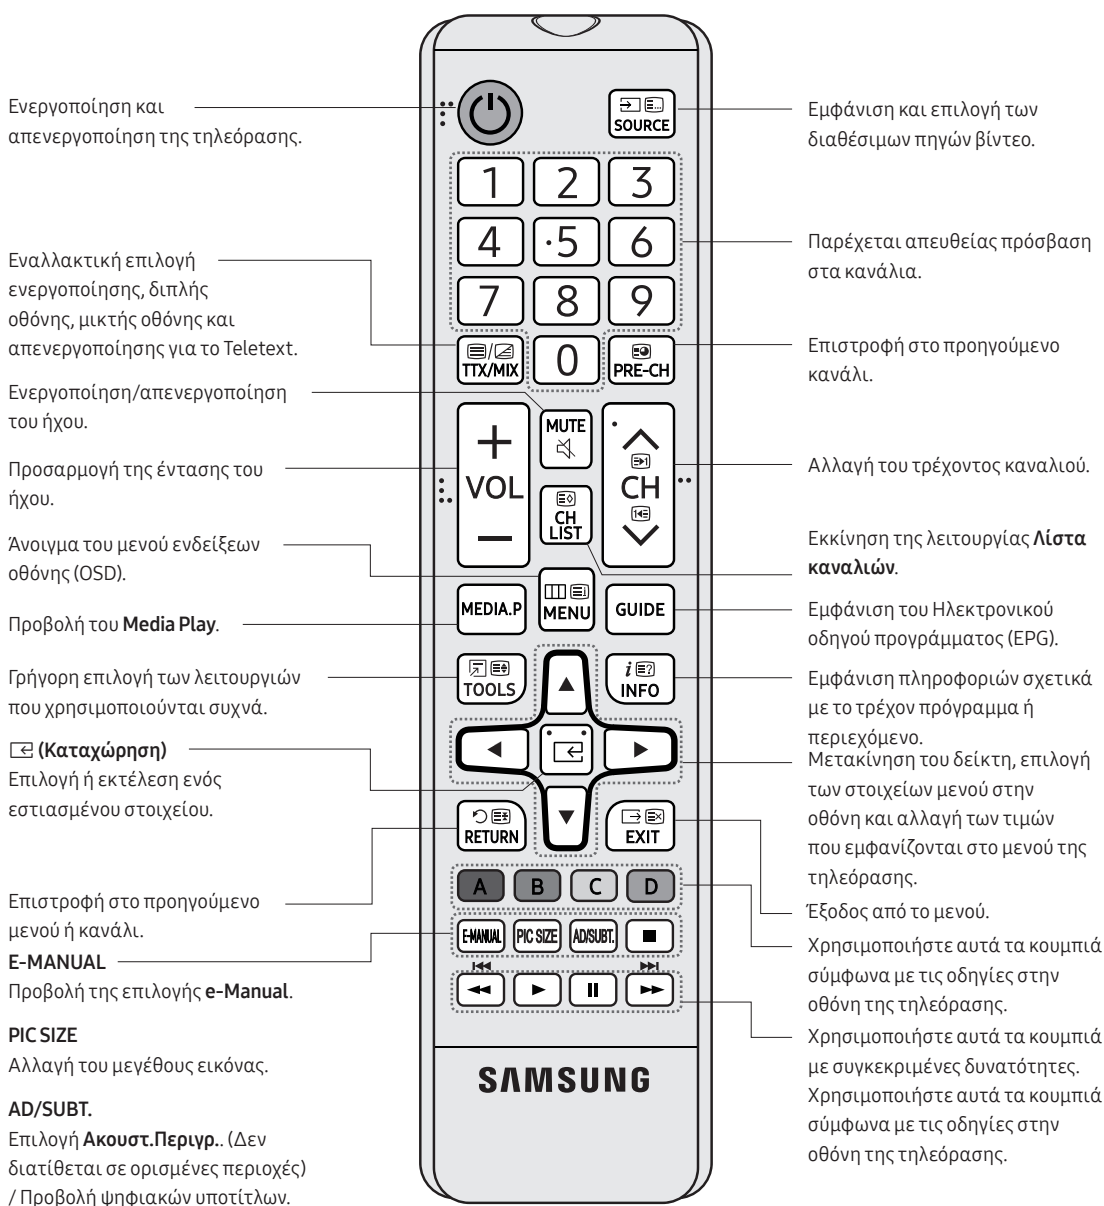 Ενεργοποίηση και
απενεργοποίηση της τηλεόρασης.
Εναλλακτική επιλογή
ενεργοποίησης, διπλής
οθόνης, μικτής οθόνης και
απενεργοποίησης για το Teletext.
Ενεργοποίηση/απενεργοποίηση
του ήχου.
Προσαρμογή της έντασης του
ήχου.
Άνοιγμα του μενού ενδείξεων
οθόνης (OSD).
Προβολή του Media Play.
Γρήγορη επιλογή των λειτουργιών
που χρησιμοποιούνται συχνά.
(Καταχώρηση)
Επιλογή ή εκτέλεση ενός
εστιασμένου στοιχείου.
Επιστροφή στο προηγούμενο
μενού ή κανάλι.
E-MANUAL
Προβολή της επιλογής e-Manual.
PIC SIZE
Αλλαγή του μεγέθους εικόνας.
AD/SUBT.
Επιλογή Ακουστ.Περιγρ.. (Δεν
διατίθεται σε ορισμένες περιοχές)
/ Προβολή ψηφιακών υποτίτλων.
SOURCE
1 2 3
4 ·5 6
7 8 9
TTX/MIX 0 PRE-CH
MUTE
+
VOL
–
CH
CH
LIST
MEDIA.P MENU GUIDE
TOOLS INFO
RETURN EXIT
A B C D
E-MANUAL PIC SIZE AD/SUBT.
SAMSUNG
Εμφάνιση και επιλογή των
διαθέσιμων πηγών βίντεο.
Παρέχεται απευθείας πρόσβαση
στα κανάλια.
Επιστροφή στο προηγούμενο
κανάλι.
Αλλαγή του τρέχοντος καναλιού.
Εκκίνηση της λειτουργίας Λίστα
καναλιών.
Εμφάνιση του Ηλεκτρονικού
οδηγού προγράμματος (EPG).
Εμφάνιση πληροφοριών σχετικά
με το τρέχον πρόγραμμα ή
περιεχόμενο.
Μετακίνηση του δείκτη, επιλογή
των στοιχείων μενού στην
οθόνη και αλλαγή των τιμών
που εμφανίζονται στο μενού της
τηλεόρασης.
Έξοδος από το μενού.
Χρησιμοποιήστε αυτά τα κουμπιά
σύμφωνα με τις οδηγίες στην
οθόνη της τηλεόρασης.
Χρησιμοποιήστε αυτά τα κουμπιά
με συγκεκριμένες δυνατότητες.
Χρησιμοποιήστε αυτά τα κουμπιά
σύμφωνα με τις οδηγίες στην
οθόνη της τηλεόρασης.